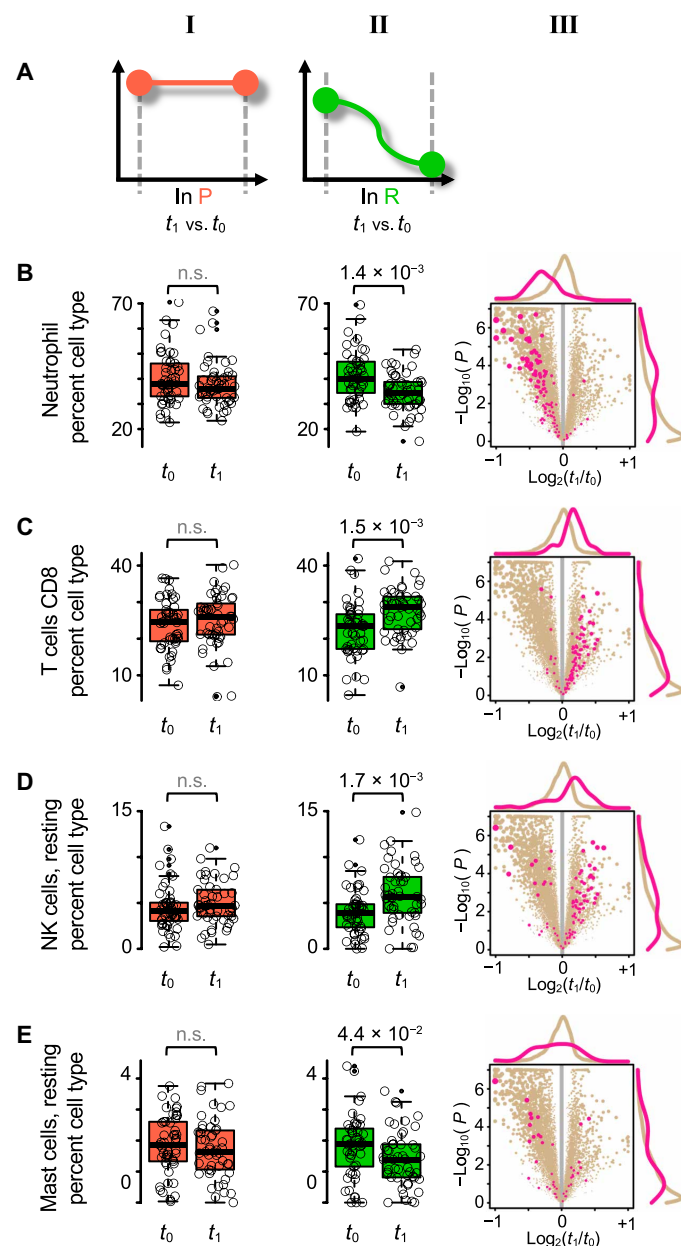 I II III
A
ln P ln R
t1 vs. t0 t1 vs. t0
B
n.s. 1.4 × 10−3
Neutrophil
percent cell type
70 20
70 20
t0 t1 t0 t1
−Log10(P)
6 4 2 0
−1 0 +1
Log2(t1/t0)
C
n.s. 1.5 × 10−3
T cells CD8
percent cell type
40 10
40 10
t0 t1 t0 t1
−Log10(P)
6 4 2 0
−1 0 +1
Log2(t1/t0)
D
n.s. 1.7 × 10−3
NK cells, resting
percent cell type
15 0
15 0
t0 t1 t0 t1
−Log10(P)
6 4 2 0
−1 0 +1
Log2(t1/t0)
E
n.s. 4.4 × 10−2
Mast cells, resting
percent cell type
4 0
4 0
t0 t1 t0 t1
−Log10(P)
6 4 2 0
−1 0 +1
Log2(t1/t0)